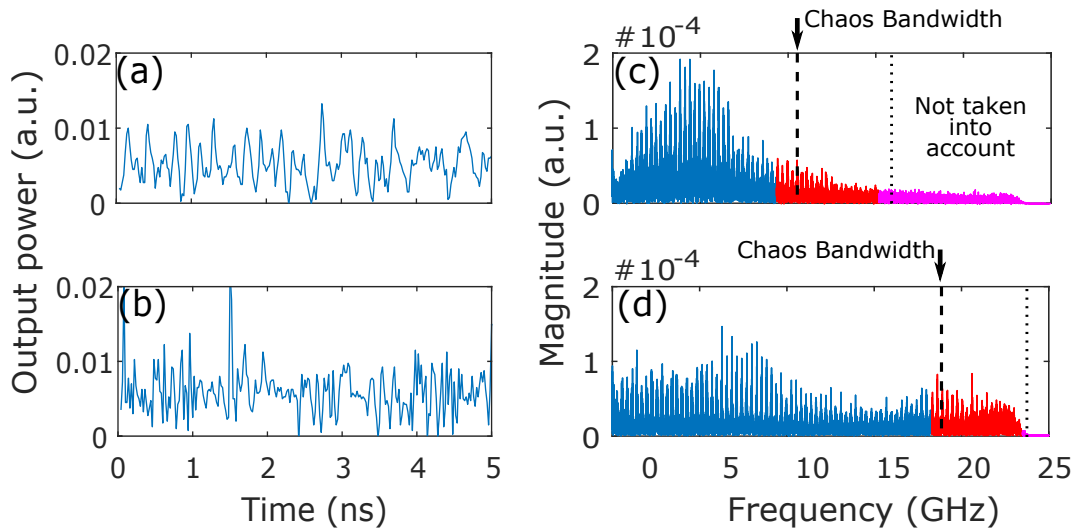 Chaos Bandwidth
#10⁻⁴
0.02
(a)
0.01
0
2
(c)
1
0
Not taken
into
account
Chaos Bandwidth
#10⁻⁴
0.02
(b)
0.01
0
2
(d)
1
0
Output power (a.u.)
Magnitude (a.u.)
0 1 2 3 4 5
Time (ns)
0 5 10 15 20 25
Frequency (GHz)